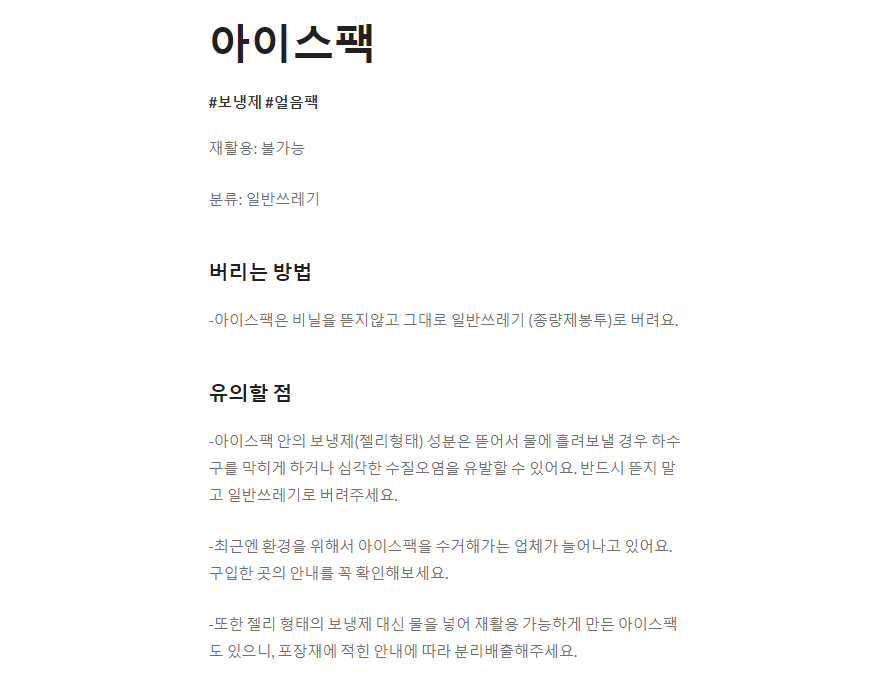 아이스팩
#보냉제 #얼음팩
재활용: 불가능
분류: 일반쓰레기
버리는 방법
-아이스팩은 비닐을 뜯지않고 그대로 일반쓰레기 (종량제봉투)로 버려요.
유의할 점
-아이스팩 안의 보냉제(젤리형태) 성분은 뜯어서 물에 흘려보낼 경우 하수
구를 막히게 하거나 심각한 수질오염을 유발할 수 있어요. 반드시 뜯지 말
고 일반쓰레기로 버려주세요.
-최근엔 환경을 위해서 아이스팩을 수거해가는 업체가 늘어나고 있어요.
구입한 곳의 안내를 꼭 확인해보세요.
-또한 젤리 형태의 보냉제 대신 물을 넣어 재활용 가능하게 만든 아이스팩
도 있으니, 포장재에 적힌 안내에 따라 분리배출해주세요.